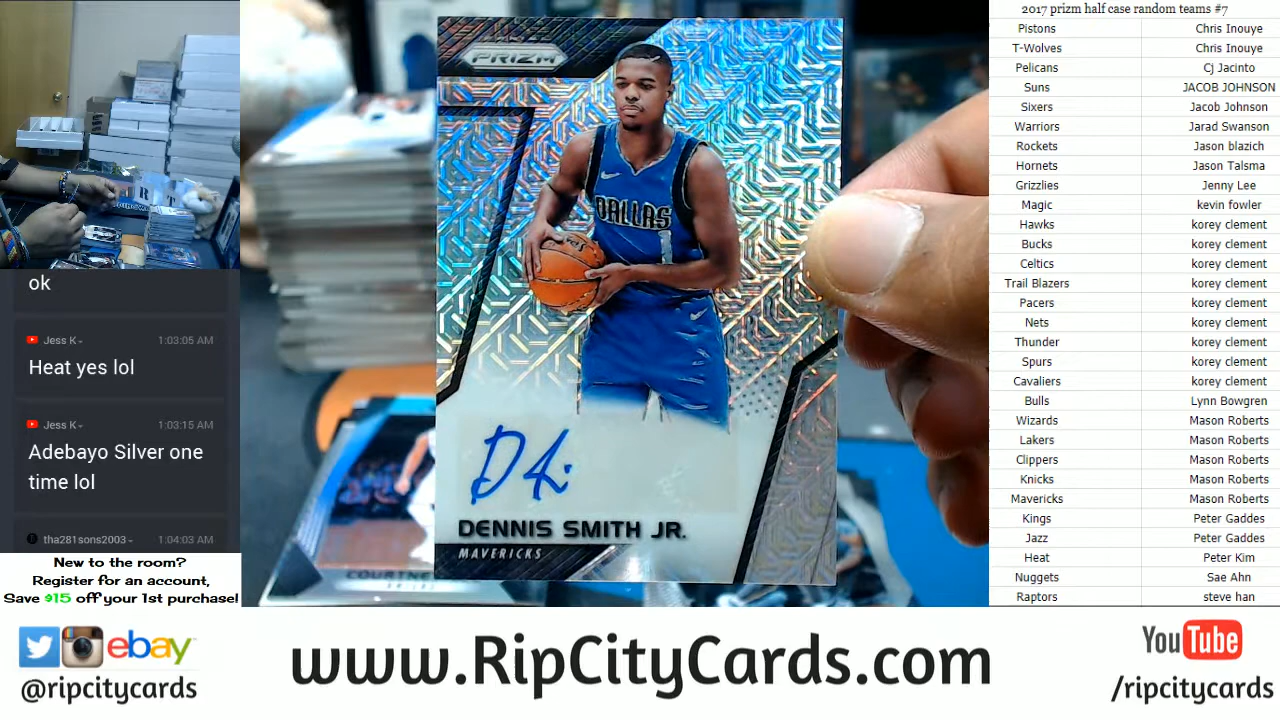 ok
Jess K
1:03:05 AM
Heat yes lol
Jess K
1:03:15 AM
Adebayo Silver one
time lol
tha281sons2003
1:04:03 AM
New to the room?
Register for an account,
Save $15 off your 1st purchase!
PRIZM
DALLAS
1
DENNIS SMITH JR.
MAVERICKS
2017 prizm half case random teams #7
Pistons Chris Inouye
T-Wolves Chris Inouye
Pelicans Cj Jacinto
Suns JACOB JOHNSON
Sixers Jacob Johnson
Warriors Jarad Swanson
Rockets Jason blazich
Hornets Jason Talsma
Grizzlies Jenny Lee
Magic kevin fowler
Hawks korey clement
Bucks korey clement
Celtics korey clement
Trail Blazers korey clement
Pacers korey clement
Nets korey clement
Thunder korey clement
Spurs korey clement
Cavaliers korey clement
Bulls Lynn Bowgren
Wizards Mason Roberts
Lakers Mason Roberts
Clippers Mason Roberts
Knicks Mason Roberts
Mavericks Mason Roberts
Kings Peter Gaddes
Jazz Peter Gaddes
Heat Peter Kim
Nuggets Sae Ahn
Raptors steve han
ebay
@ripcitycards
www.RipCityCards.com
YouTube
/ripcitycards